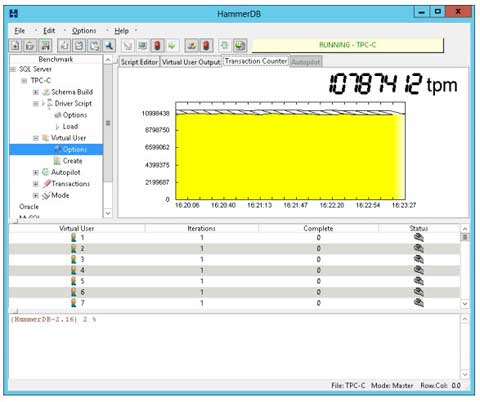 HammerDB
File Edit Options Help
RUNNING - TPC-C
Benchmark
SQL Server
TPC-C
Schema Build
Driver Script
Options
Load
Virtual User
Options
Create
Autopilot
Transactions
Mode
Oracle
MySQL
Script Editor Virtual User Output Transaction Counter Autopilot
10787412 tpm
10998438
8798750
6599062
4399375
2199687
0
16:20:06 16:20:40 16:21:13 16:21:47 16:22:20 16:22:54 16:23:27
Virtual User Iterations Complete Status
1 1 0
2 1 0
3 1 0
4 1 0
5 1 0
6 1 0
7 1 0
(HammerDB-2.16) 2 %
File: TPC-C Mode: Master Row.Col: 0.0